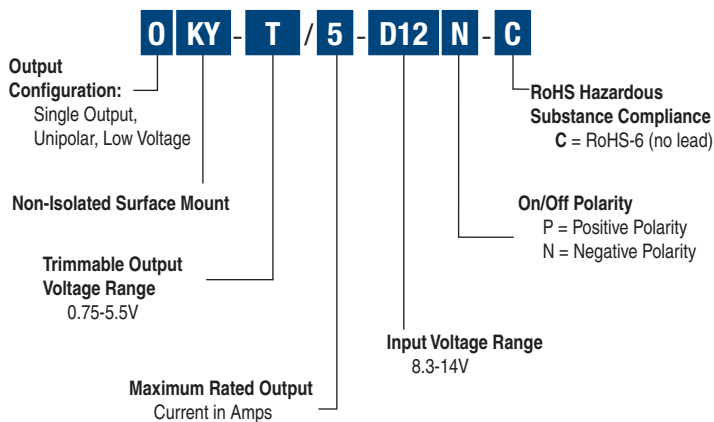 O KY - T / 5 - D12 N - C
Output
Configuration:
Single Output,
Unipolar, Low Voltage
RoHS Hazardous
Substance Compliance
C = RoHS-6 (no lead)
Non-Isolated Surface Mount
On/Off Polarity
P = Positive Polarity
N = Negative Polarity
Trimmable Output
Voltage Range
0.75-5.5V
Input Voltage Range
8.3-14V
Maximum Rated Output
Current in Amps